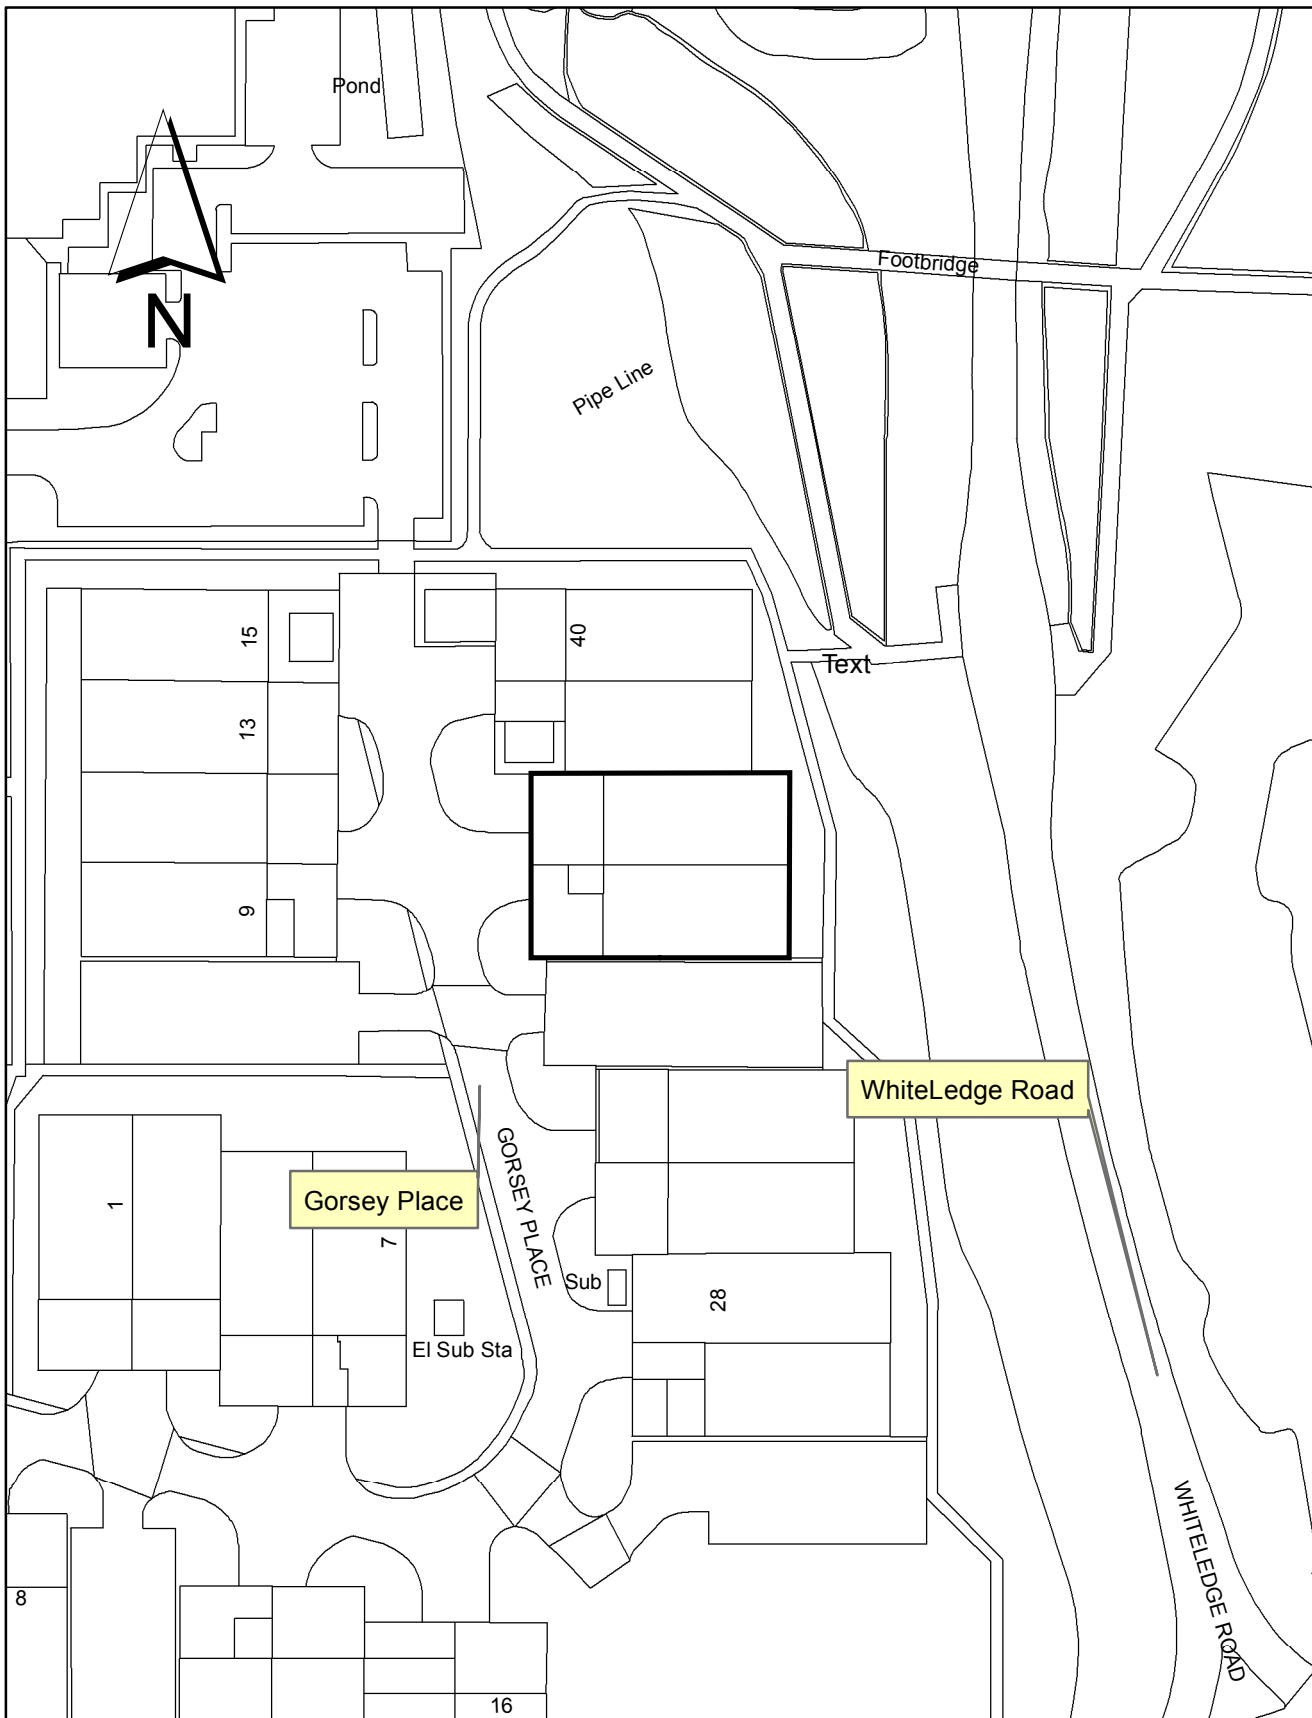 Pond
Footbridge
N
Pipe Line
15
40
Text
13
9
WhiteLedge Road
GORSEY PLACE
Gorsey Place
1
7
Sub
28
El Sub Sta
WHITELEDGE ROAD
8
16